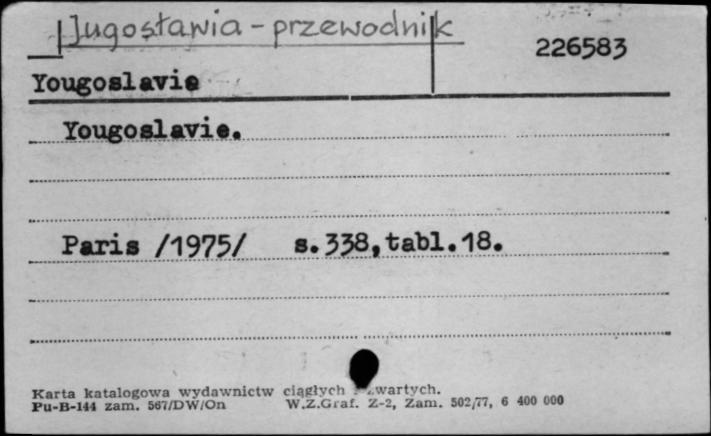 Jugosławia - przewodnik
226583
Yougoslavie
Yougoslavie.
Paris /1975/ s.338,tabl.18.
Karta katalogowa wydawnictw ciągłych i zwartych.
Pu-B-144 zam. 567/DW/On W.Z.Graf. Z-2, Zam. 502/77, 6 400 000